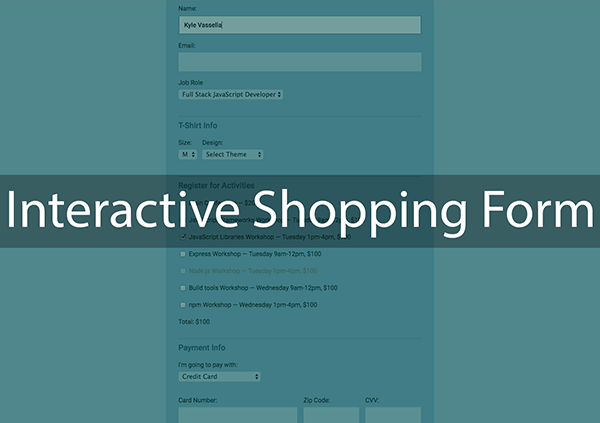 Name:
Kyle Vassella
Email:
Job Role
Full Stack JavaScript Developer
T-Shirt Info
Size: Design:
M Select Theme
Register for Activities
Interactive Shopping Form
JavaScript Libraries Workshop — Tuesday 1pm-4pm, $100
Express Workshop — Tuesday 9am-12pm, $100
Node.js Workshop — Tuesday 1pm-4pm, $100
Build tools Workshop — Wednesday 9am-12pm, $100
npm Workshop — Wednesday 1pm-4pm, $100
Total: $100
Payment Info
I'm going to pay with:
Credit Card
Card Number: Zip Code: CVV: